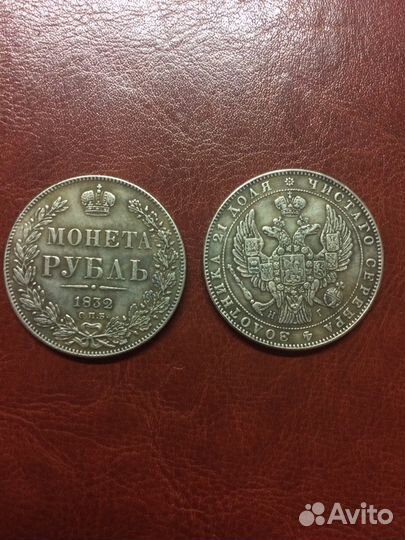 МОНЕТА
РУБЛЬ
1832
С.П.Б.
ЧИСТАГО СЕРЕБРА 4 ЗОЛОТНИКА 21 ДОЛЯ
Н Г
Avito